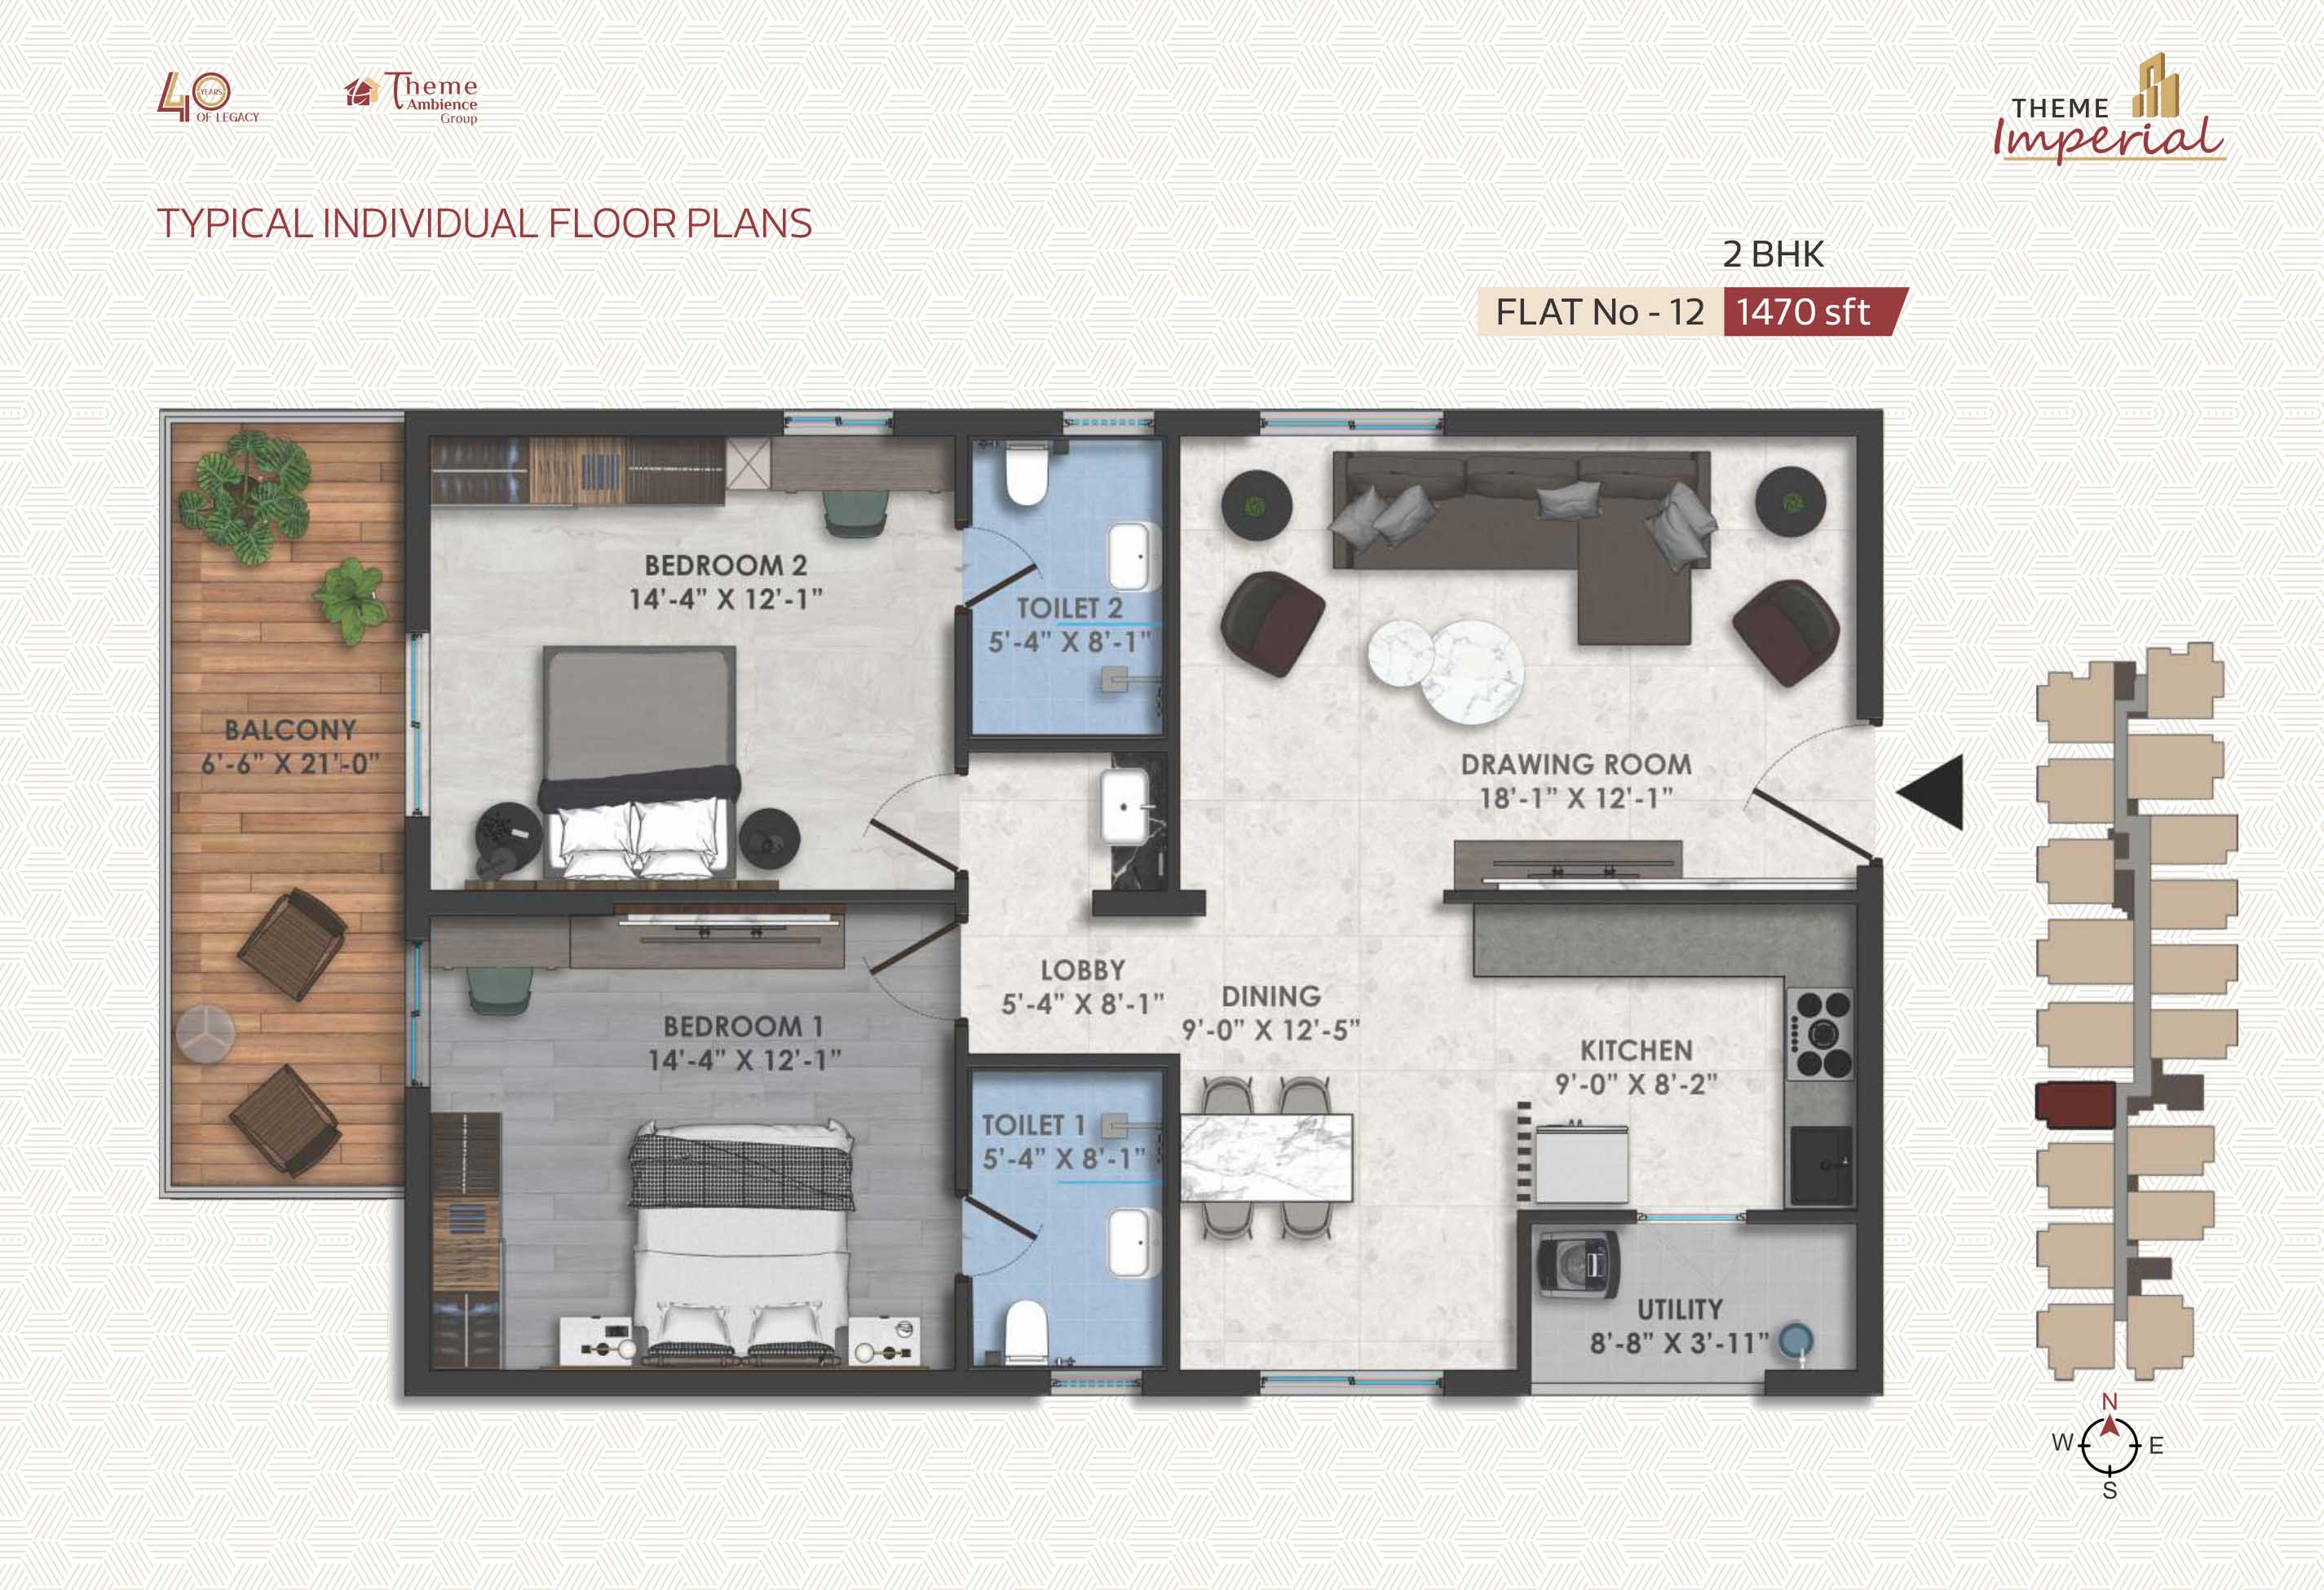 40 YEARS
OF LEGACY
Theme
Ambience
Group
THEME
Imperial
TYPICAL INDIVIDUAL FLOOR PLANS
2 BHK
FLAT No - 12 1470 sft
BEDROOM 2
14'-4" X 12'-1"
TOILET 2
5'-4" X 8'-1"
BALCONY
6'-6" X 21'-0"
DRAWING ROOM
18'-1" X 12'-1"
LOBBY
5'-4" X 8'-1"
DINING
9'-0" X 12'-5"
BEDROOM 1
14'-4" X 12'-1"
KITCHEN
9'-0" X 8'-2"
TOILET 1
5'-4" X 8'-1"
UTILITY
8'-8" X 3'-11"
N
W E
S